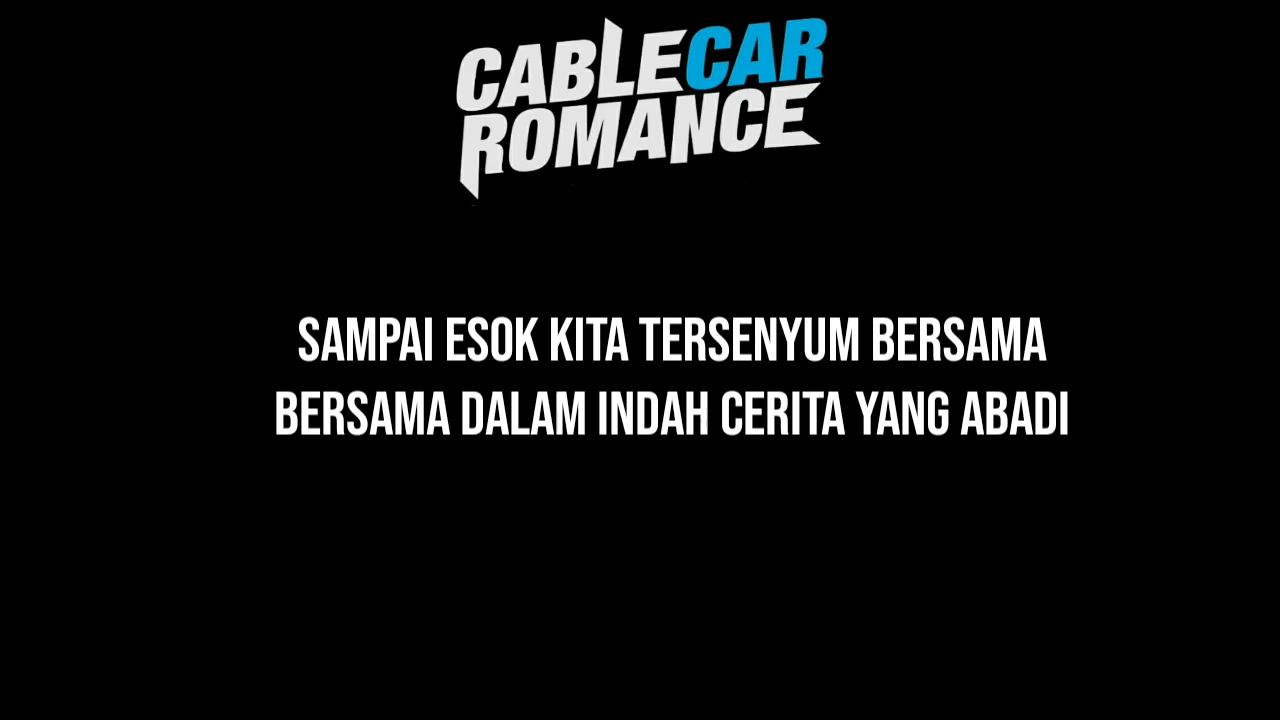 CABLECAR
ROMANCE
SAMPAI ESOK KITA TERSENYUM BERSAMA
BERSAMA DALAM INDAH CERITA YANG ABADI